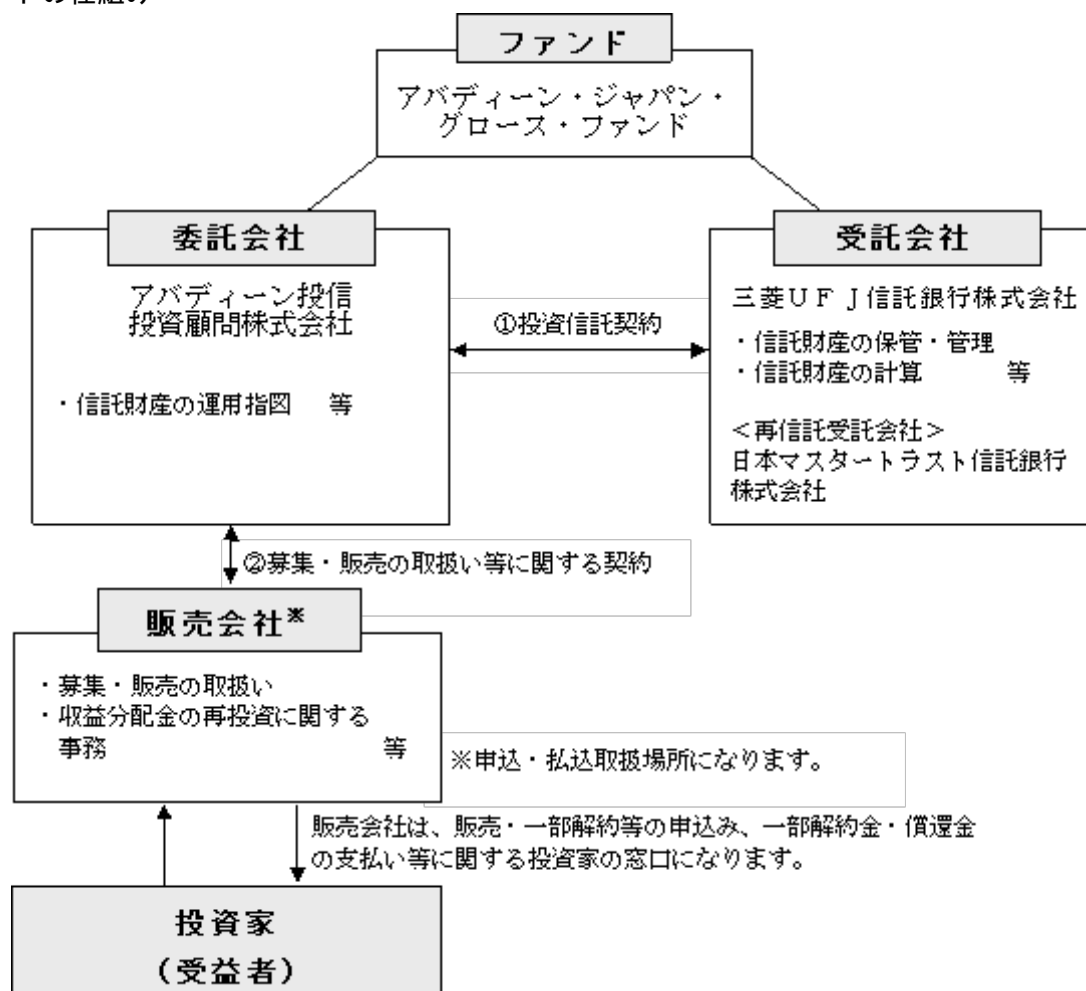 ドの仕組み
ファンド
アバディーン・ジャパン・
グロース・ファンド
委託会社
アバディーン投信
投資顧問株式会社
・信託財産の運用指図 等
①投資信託契約
受託会社
三菱UFJ信託銀行株式会社
・信託財産の保管・管理
・信託財産の計算 等
<再信託受託会社>
日本マスタートラスト信託銀行
株式会社
②募集・販売の取扱い等に関する契約
販売会社※
・募集・販売の取扱い
・収益分配金の再投資に関する
事務 等
※申込・払込取扱場所になります。
販売会社は、販売・一部解約等の申込み、一部解約金・償還金
の支払い等に関する投資家の窓口になります。
投資家
(受益者)